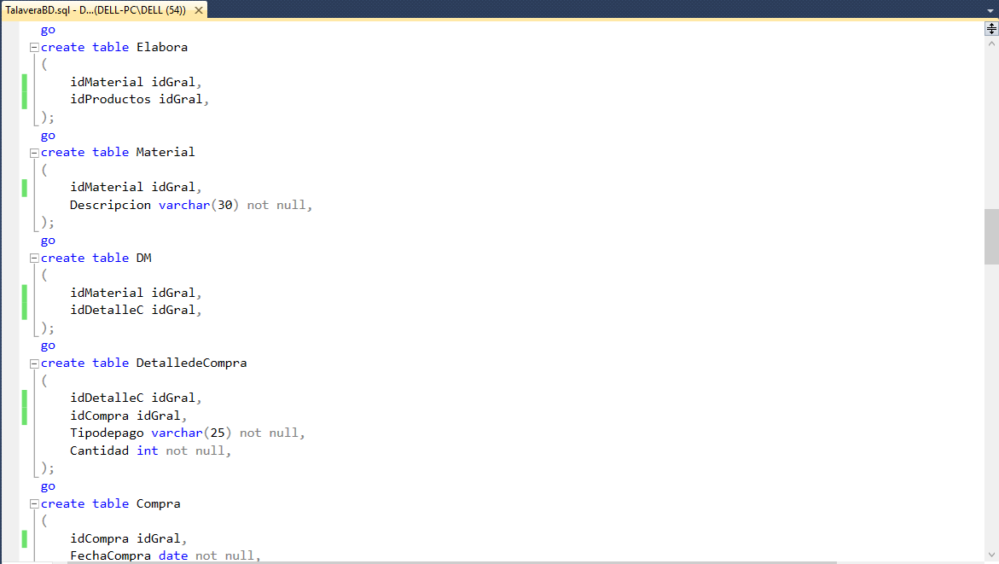 TalaveraBD.sql - D...(DELL-PC\DELL (54))
go
create table Elabora
(
idMaterial idGral,
idProductos idGral,
);
go
create table Material
(
idMaterial idGral,
Descripcion varchar(30) not null,
);
go
create table DM
(
idMaterial idGral,
idDetalleC idGral,
);
go
create table DetalledeCompra
(
idDetalleC idGral,
idCompra idGral,
Tipodepago varchar(25) not null,
Cantidad int not null,
);
go
create table Compra
(
idCompra idGral,
FechaCompra date not null,